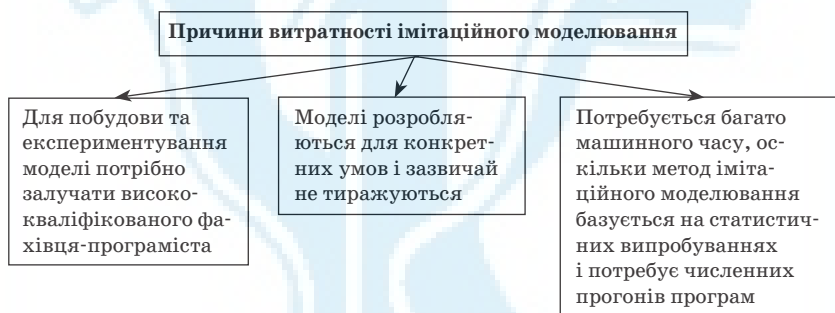 Причини витратності імітаційного моделювання
Для побудови та
експериментування
моделі потрібно
залучати високо-
кваліфікованого фа-
хівця-програміста
Моделі розробля-
ються для конкрет-
них умов і зазвичай
не тиражуються
Потребується багато
машинного часу, ос-
кільки метод іміта-
ційного моделювання
базується на статистич-
них випробуваннях
і потребує численних
прогонів програм